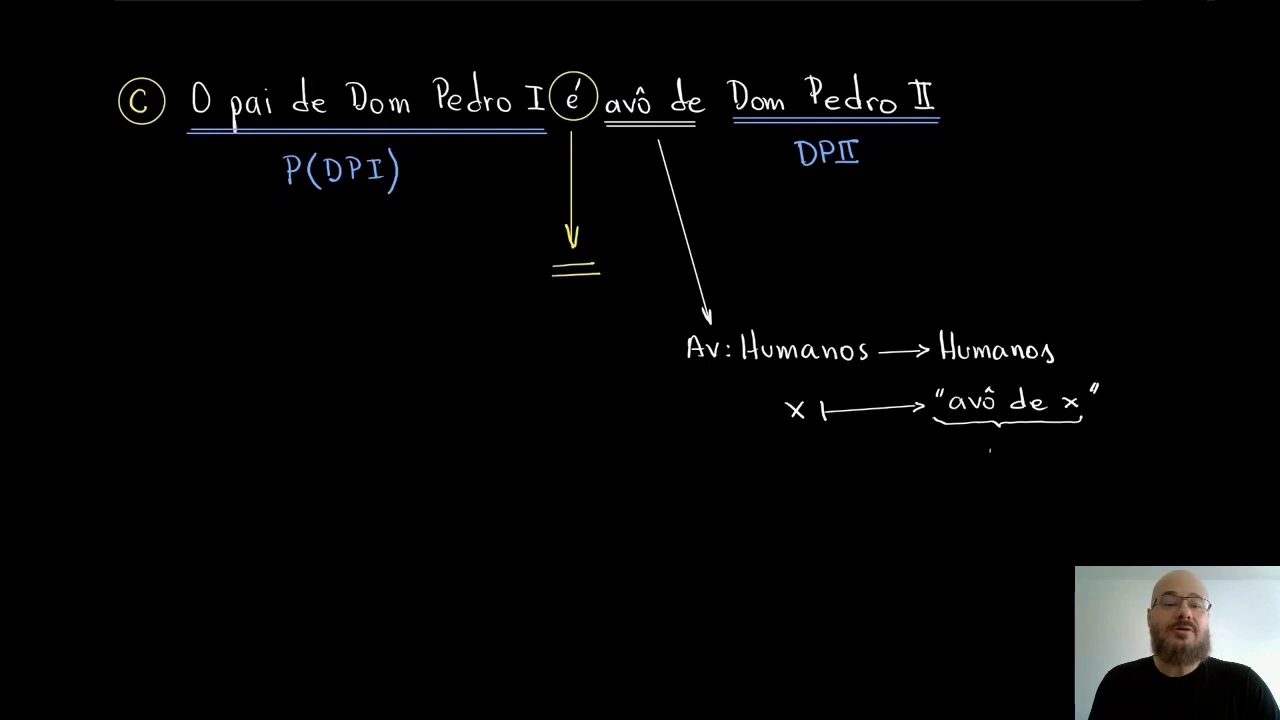 C O pai de Dom Pedro I é avô de Dom Pedro II
P(DPI) DPII
=
Av: Humanos → Humanos
x ↦ "avô de x"